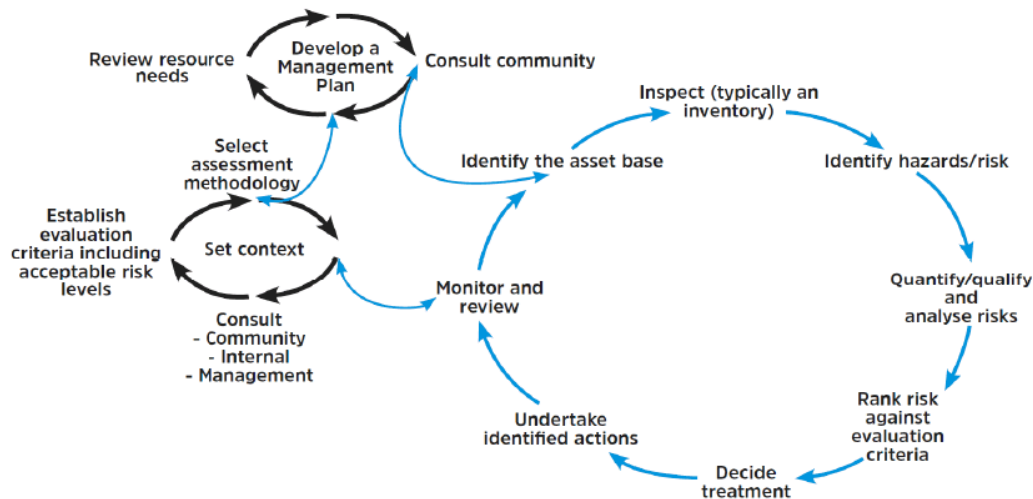 Develop a
Management
Plan
Review resource
needs
Consult community
Select
assessment
methodology
Establish
evaluation
criteria including
acceptable risk
levels
Set context
Consult
- Community
- Internal
- Management
Identify the asset base
Inspect (typically an
inventory)
Identify hazards/risk
Quantify/qualify
and
analyse risks
Rank risk
against
evaluation
criteria
Decide
treatment
Undertake
identified actions
Monitor and
review